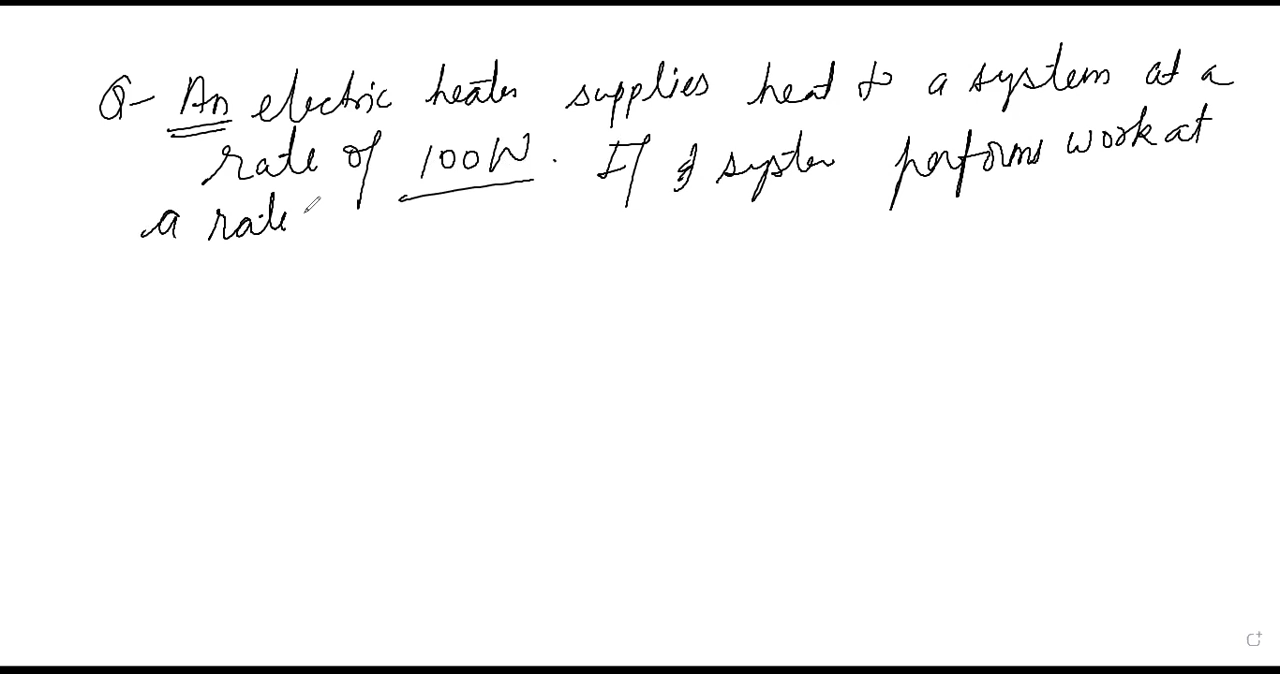 Q- An electric heater supplies heat to a system at a
rate of 100W. If system performs work at
a rate